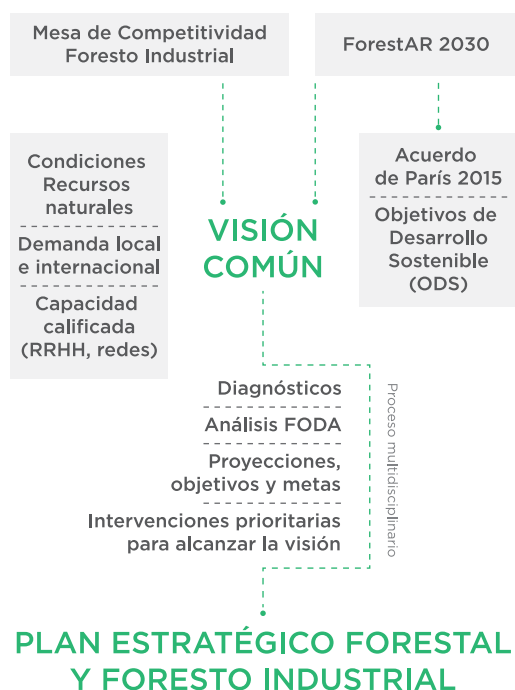 Mesa de Competitividad
Foresto Industrial
ForestAR 2030
Condiciones
Recursos
naturales
Demanda local
e internacional
Capacidad
calificada
(RRHH, redes)
VISIÓN
COMÚN
Acuerdo
de París 2015
Objetivos de
Desarrollo
Sostenible
(ODS)
Diagnósticos
Análisis FODA
Proyecciones,
objetivos y metas
Intervenciones prioritarias
para alcanzar la visión
Proceso multidisciplinario
PLAN ESTRATÉGICO FORESTAL
Y FORESTO INDUSTRIAL